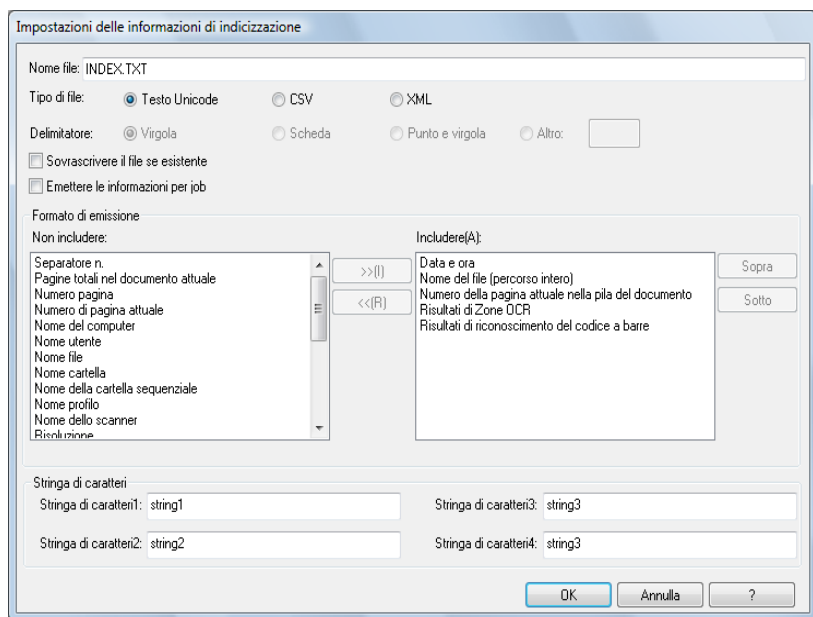 Impostazioni delle informazioni di indicizzazione
Nome file: INDEX.TXT
Tipo di file: Testo Unicode CSV XML
Delimitatore: Virgola Scheda Punto e virgola Altro:
Sovrascrivere il file se esistente
Emettere le informazioni per job
Formato di emissione
Non includere:
Separatore n.
Pagine totali nel documento attuale
Numero pagina
Numero di pagina attuale
Nome del computer
Nome utente
Nome file
Nome cartella
Nome della cartella sequenziale
Nome profilo
Nome dello scanner
Risoluzione
>>(I)
<<(R)
Includere(A):
Data e ora
Nome del file (percorso intero)
Numero della pagina attuale nella pila del documento
Risultati di Zone OCR
Risultati di riconoscimento del codice a barre
Sopra
Sotto
Stringa di caratteri
Stringa di caratteri1: string1 Stringa di caratteri3: string3
Stringa di caratteri2: string2 Stringa di caratteri4: string3
OK Annulla ?